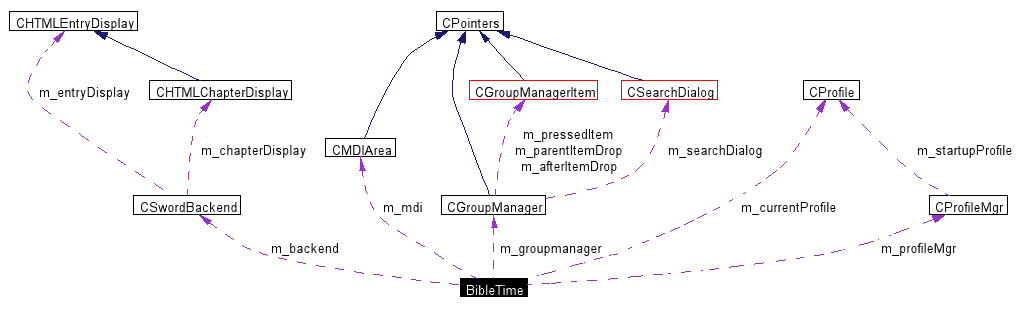 CHTMLEntryDisplay
CPointers
m_entryDisplay
CHTMLChapterDisplay
CGroupManagerItem
CSearchDialog
CProfile
m_chapterDisplay
CMDIArea
m_pressedItem
m_parentItemDrop
m_afterItemDrop
m_searchDialog
m_startupProfile
CSwordBackend
m_mdi
CGroupManager
m_currentProfile
CProfileMgr
m_backend
m_groupmanager
m_profileMgr
BibleTime